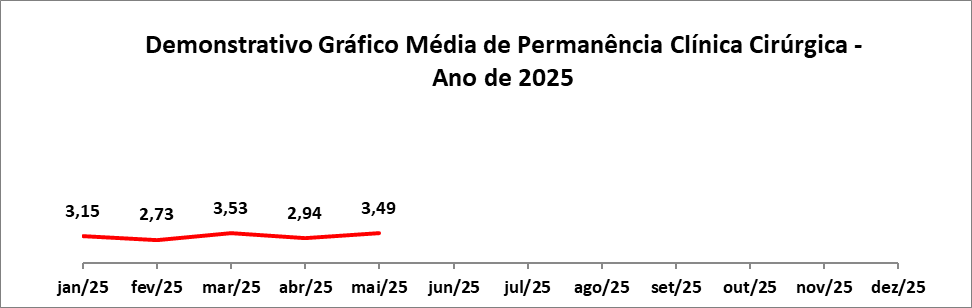 Demonstrativo Gráfico Média de Permanência Clínica Cirúrgica -
Ano de 2025
3,15 2,73 3,53 2,94 3,49
jan/25 fev/25 mar/25 abr/25 mai/25 jun/25 jul/25 ago/25 set/25 out/25 nov/25 dez/25